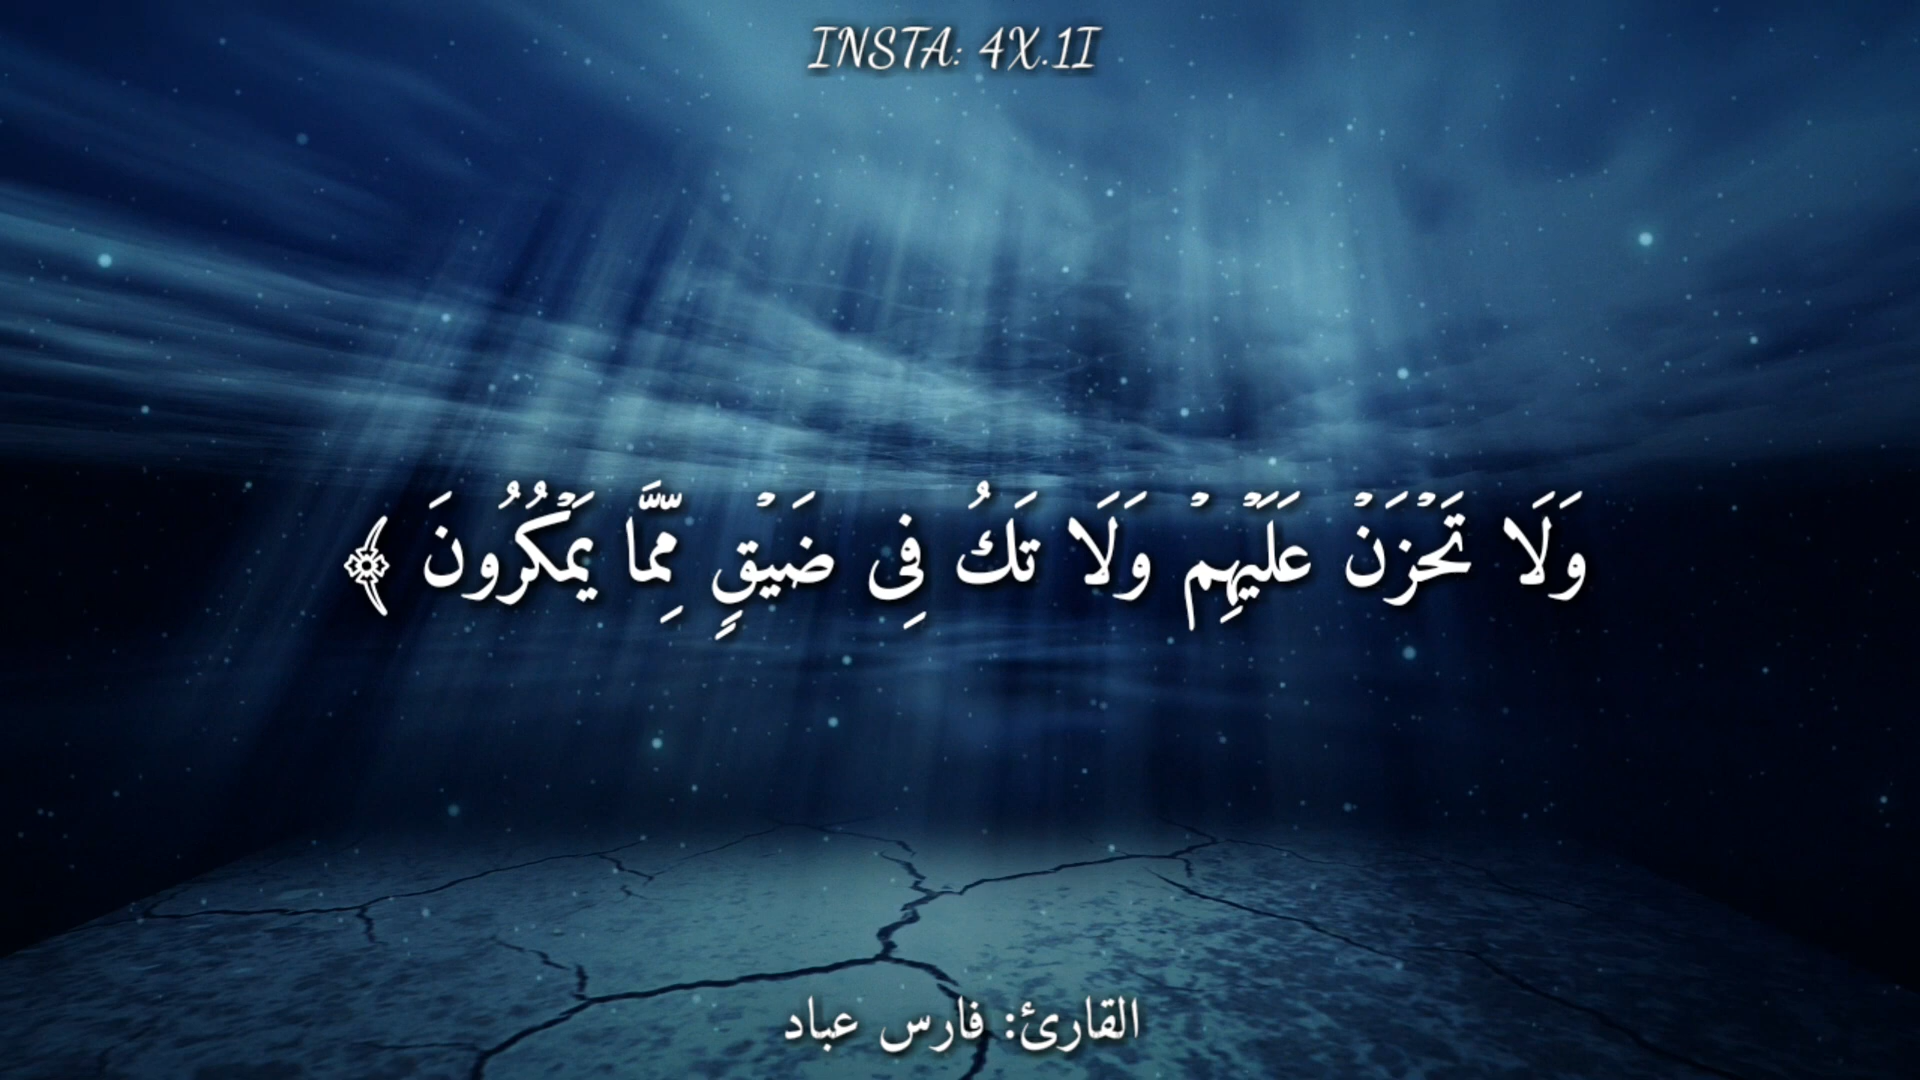 INSTA: 4X.1I
وَلَا تَحْزَنْ عَلَيْهِمْ وَلَا تَكُ فِى ضَيْقٍ مِّمَّا يَمْكُرُونَ ﴾
القارئ: فارس عباد